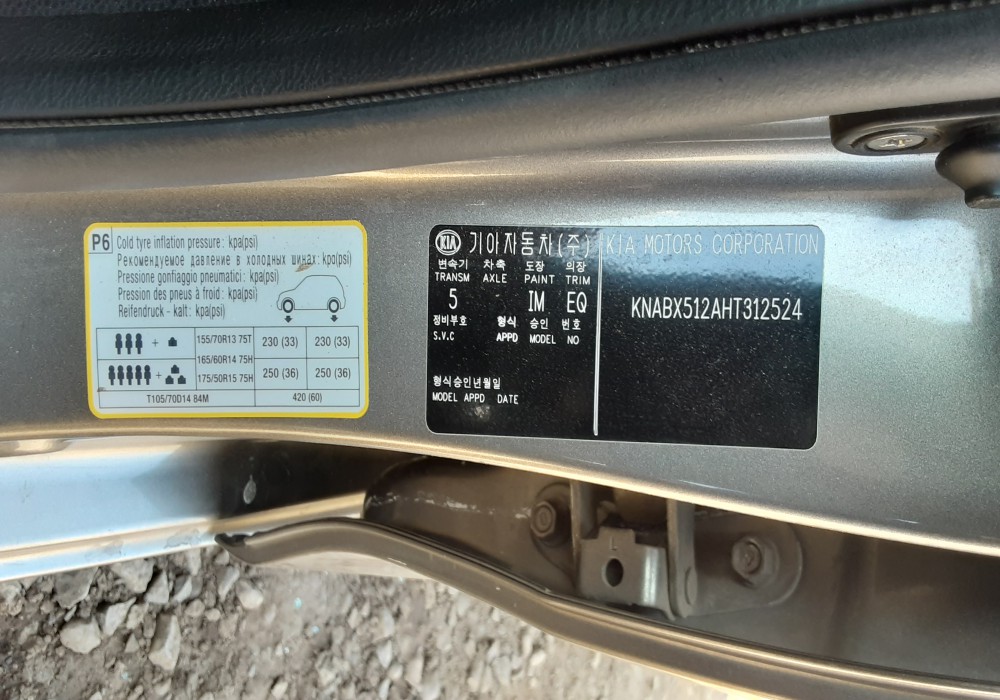 P6
Cold tyre inflation pressure: kpa(psi)
Рекомендуемое давление в холодных шинах: kpo(psi)
Pressione gonfiaggio pneumatici: kpa(psi)
Pression des pneus à froid: kpa(psi)
Reifendruck - kalt: kpa(psi)
+ 155/70R13 75T 230 (33) 230 (33)
165/60R14 75H
+ 175/50R15 75H 250 (36) 250 (36)
T105/70D14 84M 420 (60)
KIA 기아자동차(주) KIA MOTORS CORPORATION
변속기 차축 도장 의장
TRANSM AXLE PAINT TRIM
5 IM EQ
KNABX512AHT312524
정비부호 형식 승인 번호
S.V.C APPD MODEL NO
형식승인년월일
MODEL APPD DATE